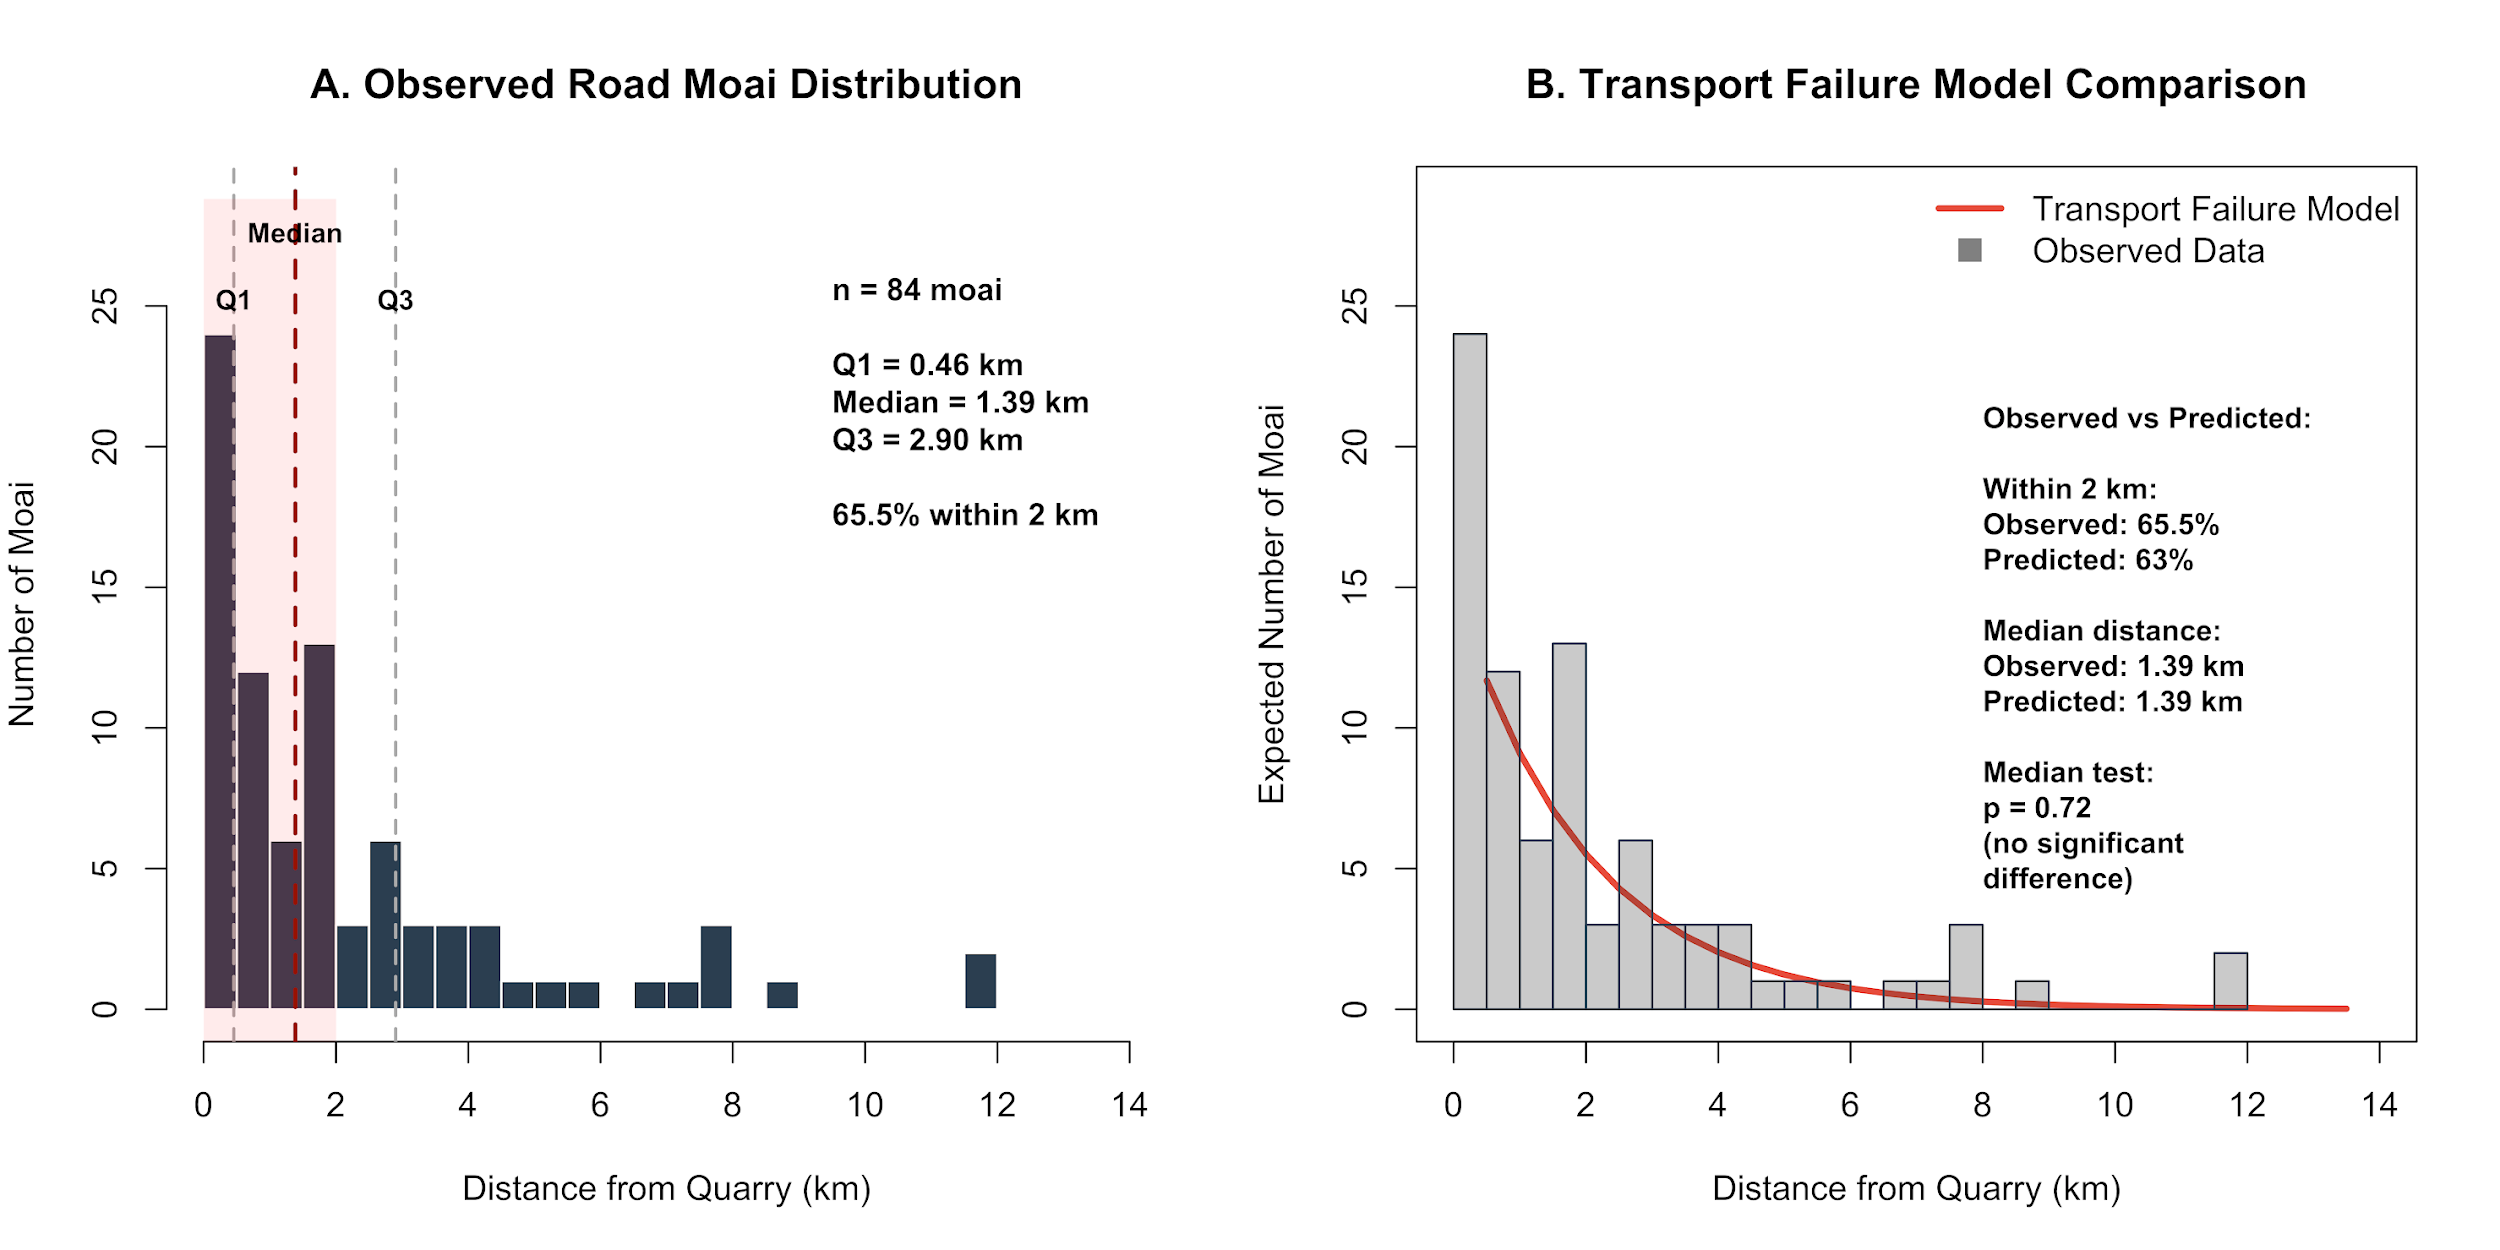 A. Observed Road Moai Distribution
Median
Q1
Q3
n = 84 moai
Q1 = 0.46 km
Median = 1.39 km
Q3 = 2.90 km
65.5% within 2 km
Number of Moai
25
20
15
10
5
0
0 2 4 6 8 10 12 14
Distance from Quarry (km)
B. Transport Failure Model Comparison
Transport Failure Model
Observed Data
Observed vs Predicted:
Within 2 km:
Observed: 65.5%
Predicted: 63%
Median distance:
Observed: 1.39 km
Predicted: 1.39 km
Median test:
p = 0.72
(no significant
difference)
Expected Number of Moai
25
20
15
10
5
0
0 2 4 6 8 10 12 14
Distance from Quarry (km)